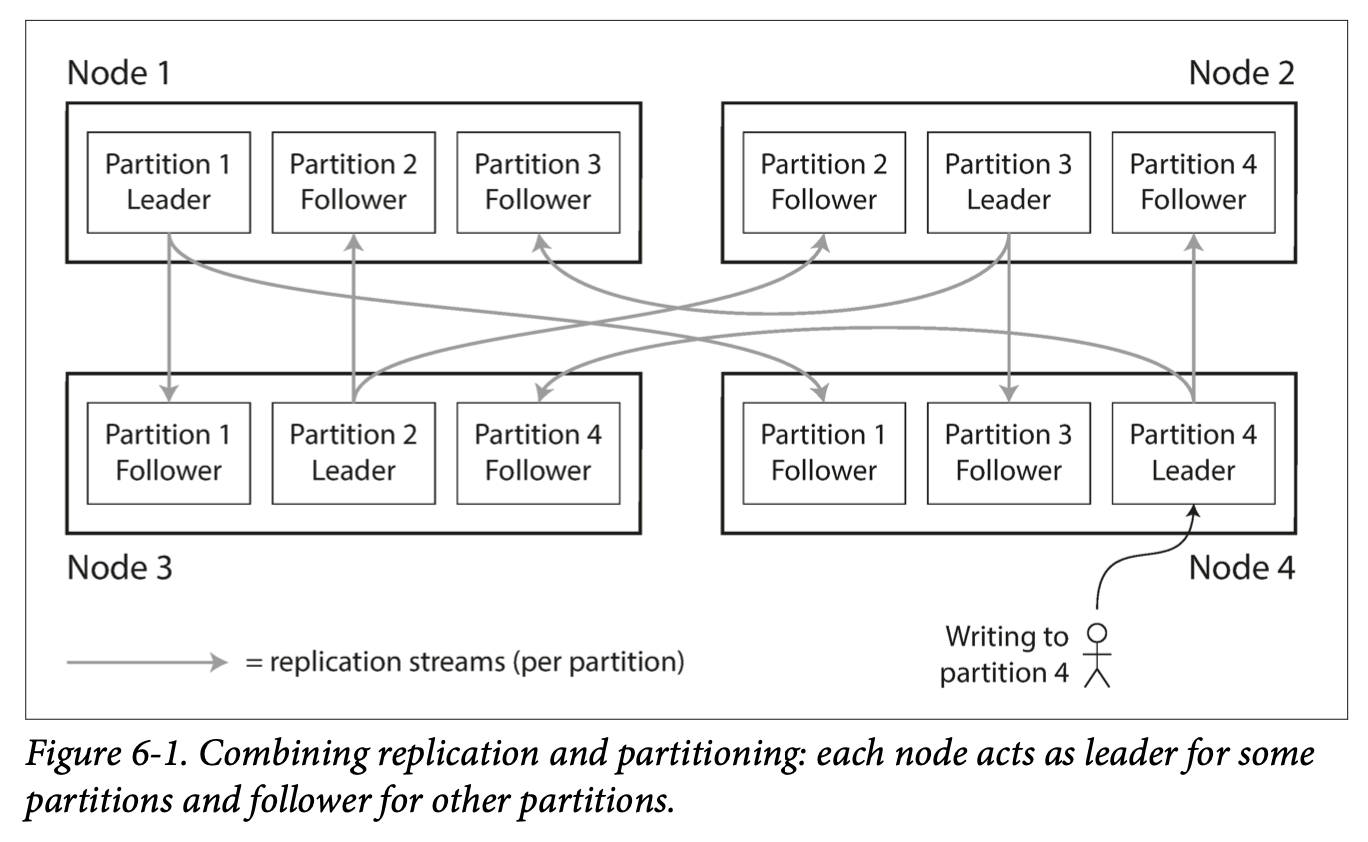 Node 1
Node 2
Partition 1
Leader
Partition 2
Follower
Partition 3
Follower
Partition 2
Follower
Partition 3
Leader
Partition 4
Follower
Partition 1
Follower
Partition 2
Leader
Partition 4
Follower
Partition 1
Follower
Partition 3
Follower
Partition 4
Leader
Node 3
Node 4
= replication streams (per partition)
Writing to
partition 4
Figure 6-1. Combining replication and partitioning: each node acts as leader for some
partitions and follower for other partitions.